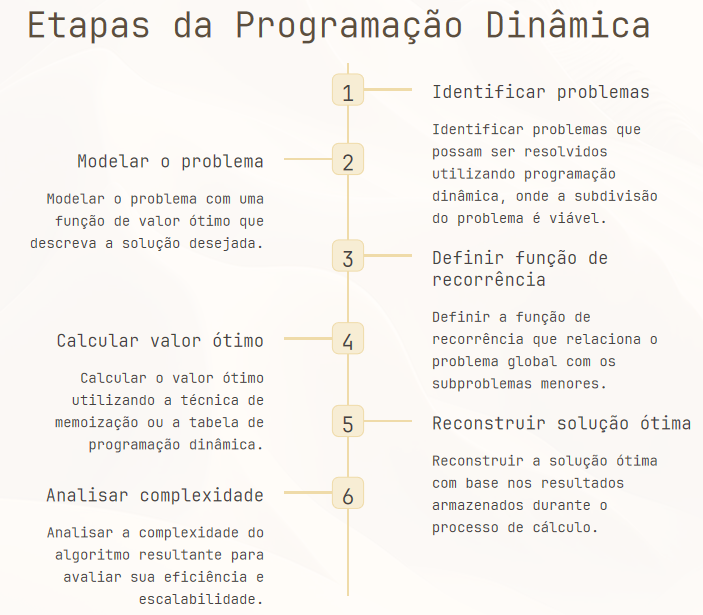 Etapas da Programação Dinâmica
1
Identificar problemas
Identificar problemas que
possam ser resolvidos
utilizando programação
dinâmica, onde a subdivisão
do problema é viável.
2
Modelar o problema
Modelar o problema com uma
função de valor ótimo que
descreva a solução desejada.
3
Definir função de
recorrência
Definir a função de
recorrência que relaciona o
problema global com os
subproblemas menores.
4
Calcular valor ótimo
Calcular o valor ótimo
utilizando a técnica de
memoização ou a tabela de
programação dinâmica.
5
Reconstruir solução ótima
Reconstruir a solução ótima
com base nos resultados
armazenados durante o
processo de cálculo.
6
Analisar complexidade
Analisar a complexidade do
algoritmo resultante para
avaliar sua eficiência e
escalabilidade.